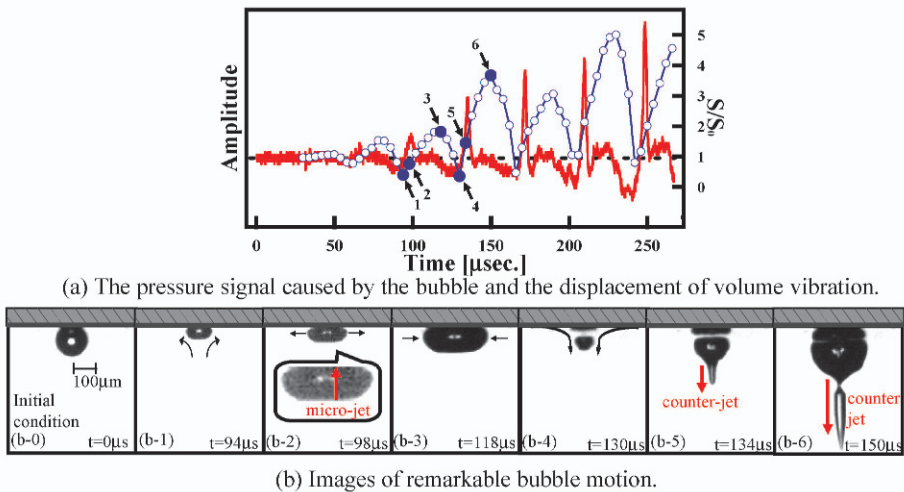 Amplitude
S/S₀
5
4
3
2
1
0
1
2
3
4
5
6
0 50 100 150 200 250
Time [μsec.]
(a) The pressure signal caused by the bubble and the displacement of volume vibration.
100μm
Initial
condition
(b-0) t=0μs
(b-1) t=94μs
micro-jet
(b-2) t=98μs
(b-3) t=118μs
(b-4) t=130μs
counter-jet
(b-5) t=134μs
counter
jet
(b-6) t=150μs
(b) Images of remarkable bubble motion.